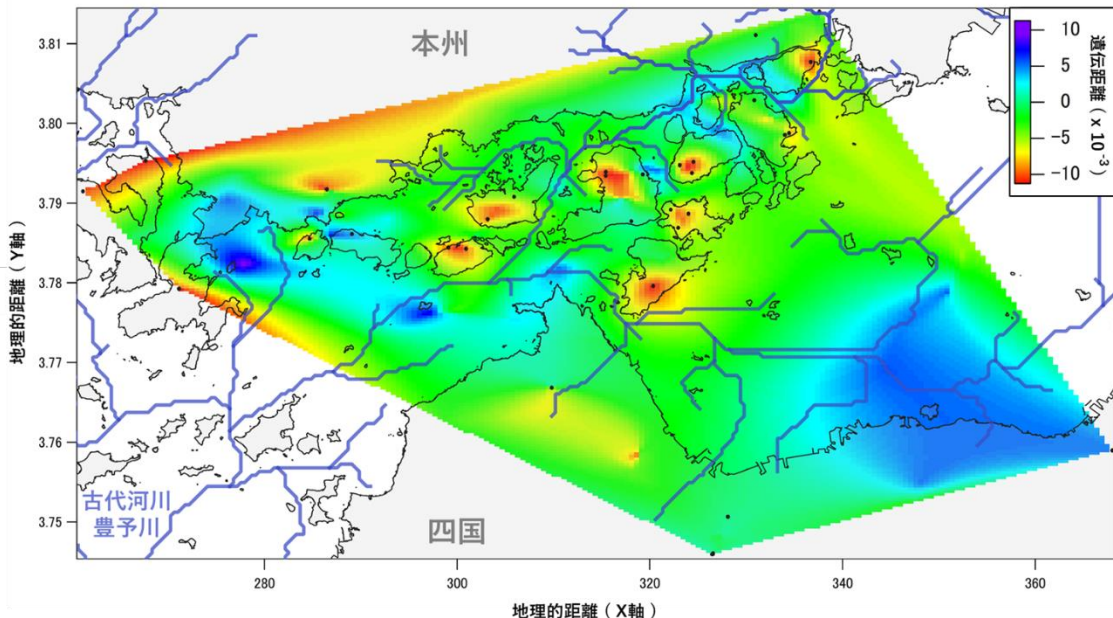 本州
四国
古代河川
豊予川
10
5
0
-5
-10
遺伝距離 ( x 10⁻³ )
3.81
3.80
3.79
3.78
3.77
3.76
3.75
地理的距離 ( Y軸 )
280
300
320
340
360
地理的距離 ( X軸 )